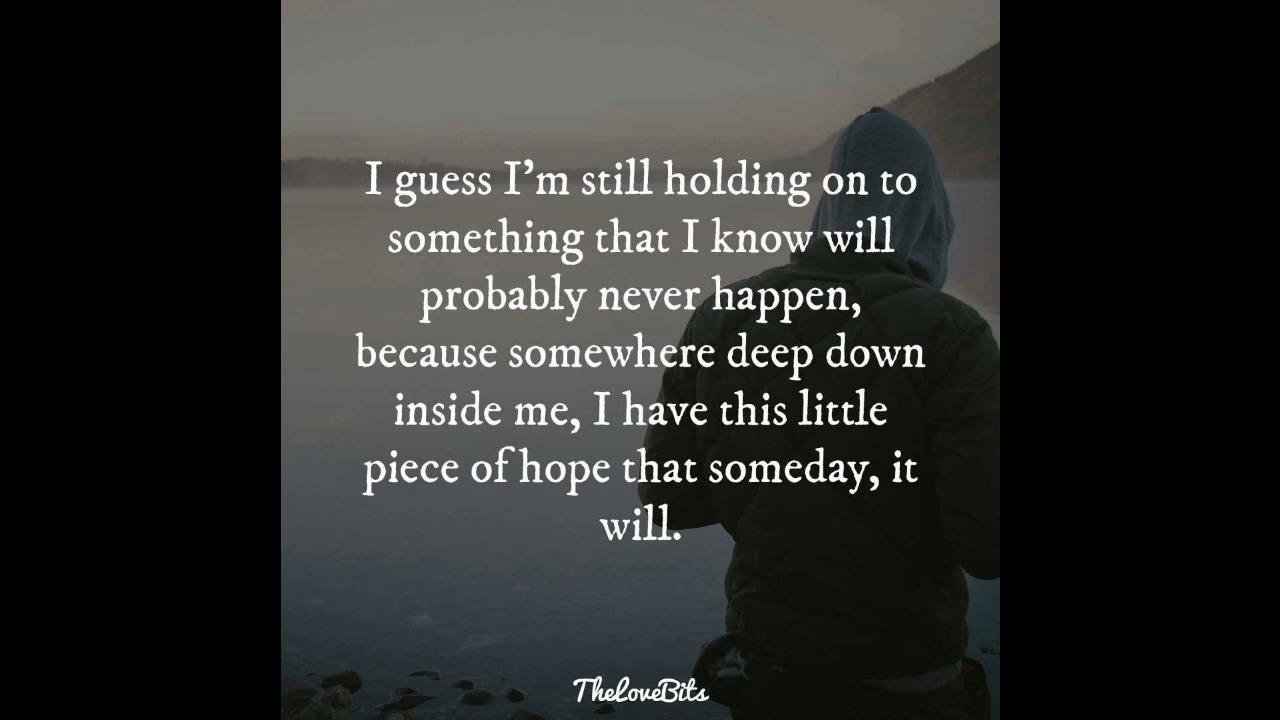 I guess I'm still holding on to
something that I know will
probably never happen,
because somewhere deep down
inside me, I have this little
piece of hope that someday, it
will.
TheLoveBits